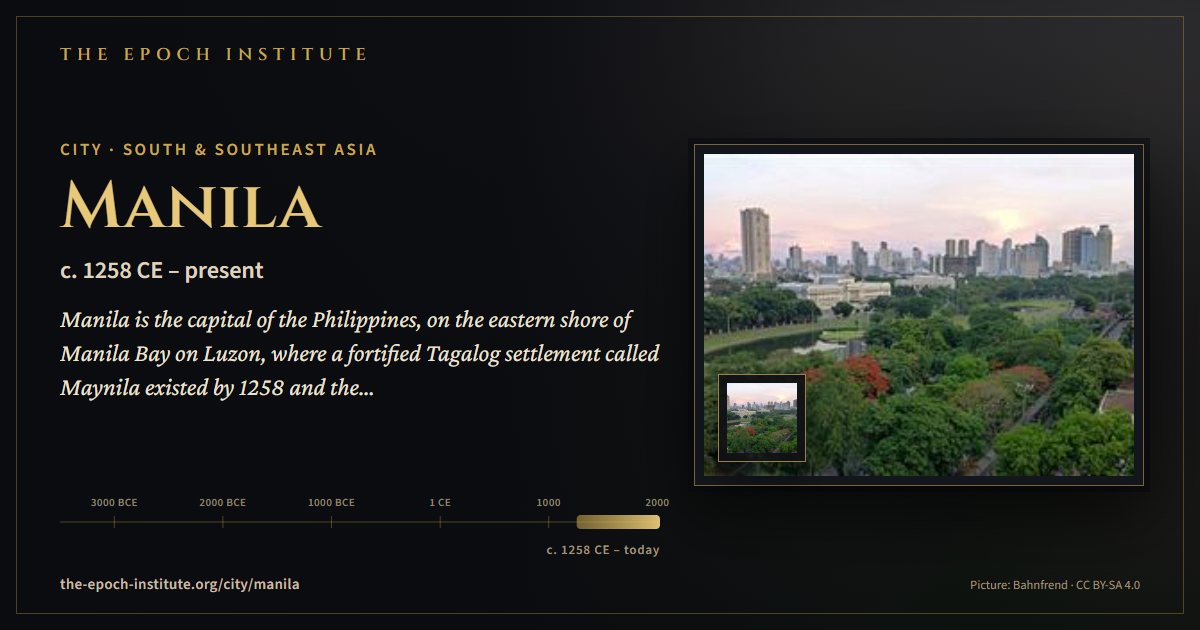 THE EPOCH INSTITUTE
CITY · SOUTH & SOUTHEAST ASIA
MANILA
c. 1258 CE – present
Manila is the capital of the Philippines, on the eastern shore of
Manila Bay on Luzon, where a fortified Tagalog settlement called
Maynila existed by 1258 and the...
3000 BCE 2000 BCE 1000 BCE 1 CE 1000 2000
c. 1258 CE – today
the-epoch-institute.org/city/manila
Picture: Bahnfrend · CC BY-SA 4.0